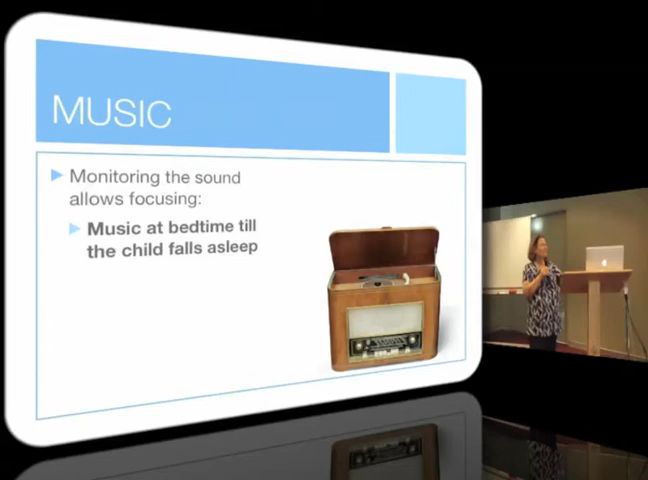 MUSIC
Monitoring the sound
allows focusing:
Music at bedtime till
the child falls asleep